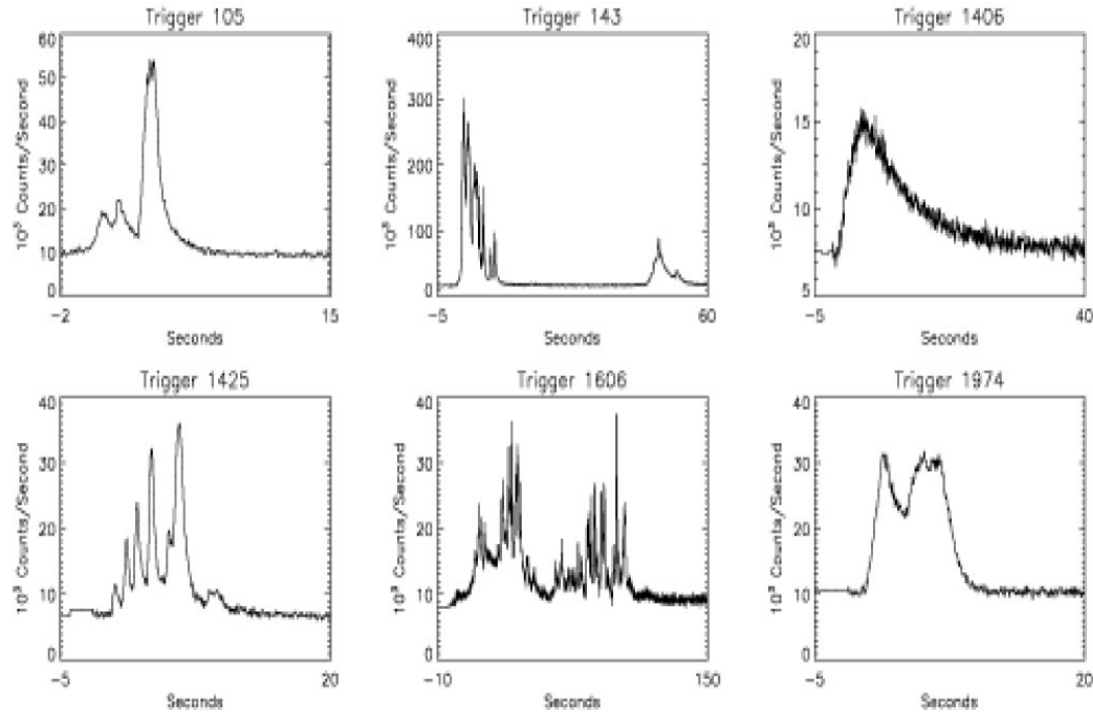 Trigger 105
60
50
40
30
20
10
0
10³ Counts/Second
-2
15
Seconds
Trigger 143
400
300
200
100
0
10³ Counts/Second
-5
60
Seconds
Trigger 1406
20
15
10
5
10³ Counts/Second
-5
40
Seconds
Trigger 1425
40
30
20
10
0
10³ Counts/Second
-5
20
Seconds
Trigger 1606
40
30
20
10
0
10³ Counts/Second
-10
150
Seconds
Trigger 1974
40
30
20
10
0
10³ Counts/Second
-5
20
Seconds